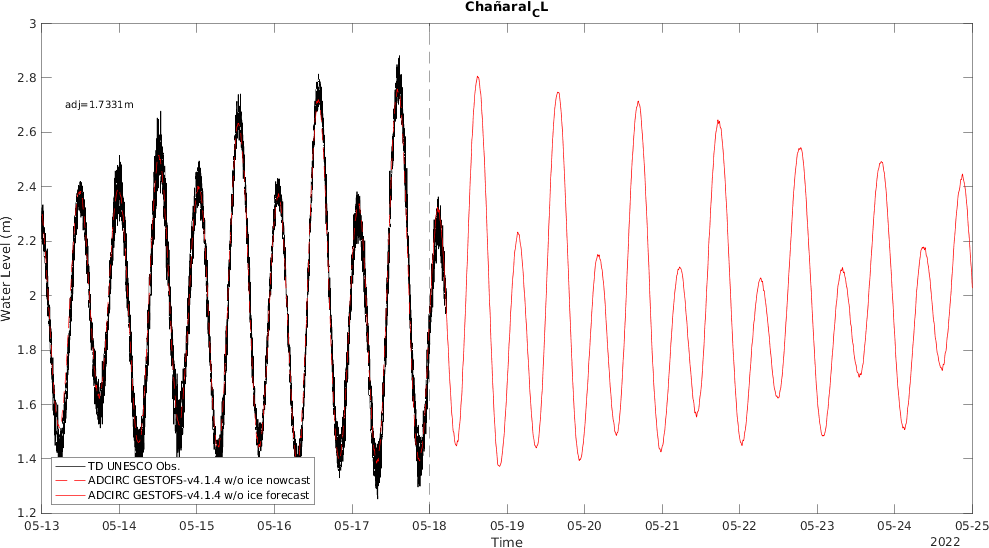 Chañaral_CL
3
2.8
2.6
2.4
2.2
2
1.8
1.6
1.4
1.2
Water Level (m)
adj=1.7331m
TD UNESCO Obs.
ADCIRC GESTOFS-v4.1.4 w/o ice nowcast
ADCIRC GESTOFS-v4.1.4 w/o ice forecast
05-13 05-14 05-15 05-16 05-17 05-18 05-19 05-20 05-21 05-22 05-23 05-24 05-25
Time
2022